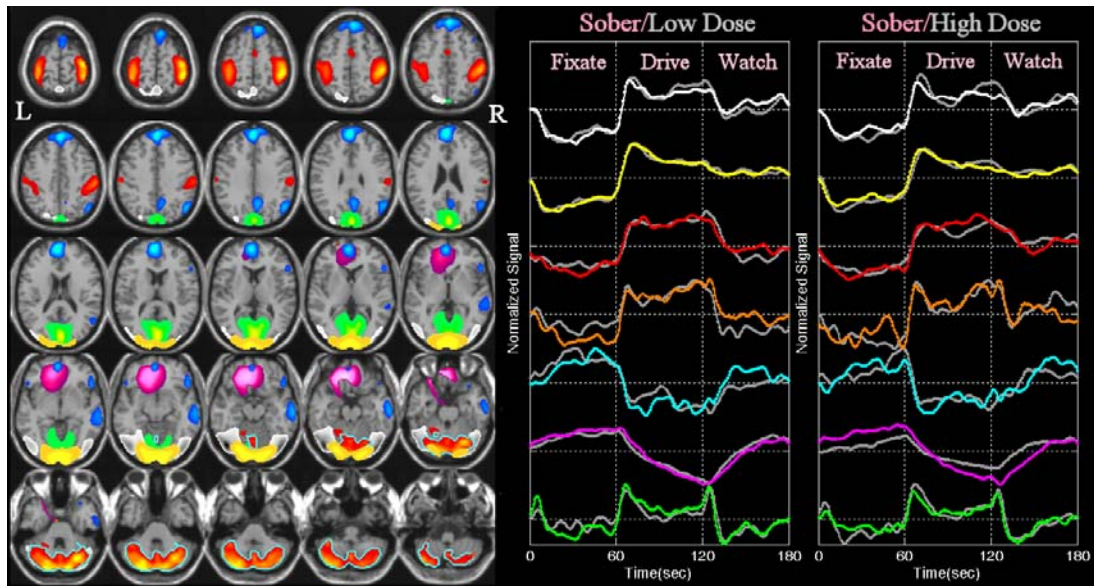 L
R
Sober/Low Dose
Sober/High Dose
Fixate Drive Watch
Fixate Drive Watch
Normalized Signal
Normalized Signal
0 60 120 180
0 60 120 180
Time(sec)
Time(sec)